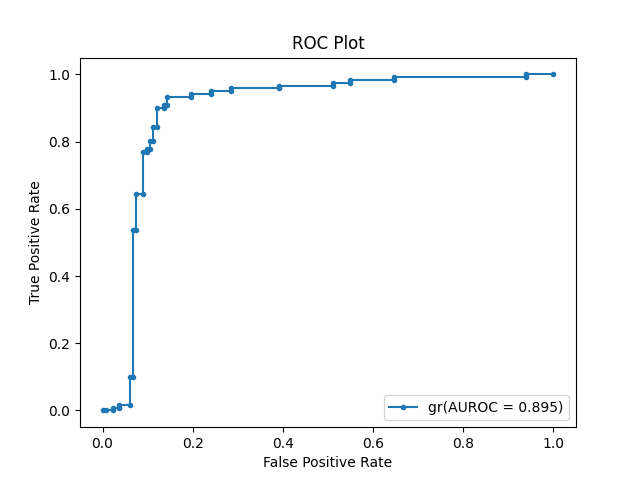 ROC Plot
True Positive Rate
1.0
0.8
0.6
0.4
0.2
0.0
gr(AUROC = 0.895)
0.0 0.2 0.4 0.6 0.8 1.0
False Positive Rate